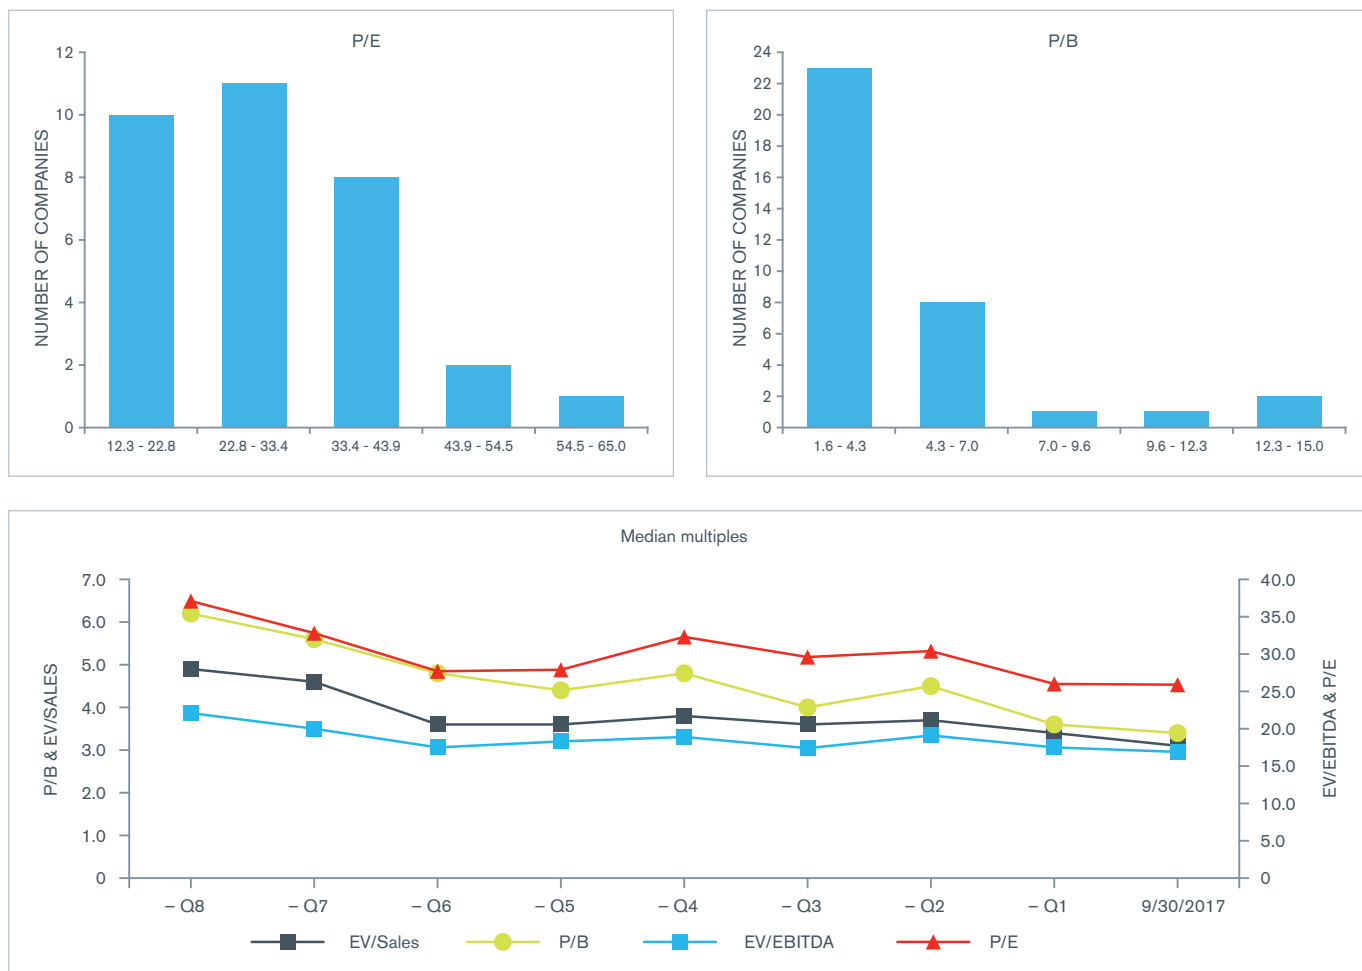 P/E
NUMBER OF COMPANIES
12
10
8
6
4
2
0
12.3 - 22.8
22.8 - 33.4
33.4 - 43.9
43.9 - 54.5
54.5 - 65.0
P/B
NUMBER OF COMPANIES
24
22
20
18
16
14
12
10
8
6
4
2
0
1.6 - 4.3
4.3 - 7.0
7.0 - 9.6
9.6 - 12.3
12.3 - 15.0
Median multiples
P/B & EV/SALES
7.0
6.0
5.0
4.0
3.0
2.0
1.0
0
40.0
35.0
30.0
25.0
20.0
15.0
10.0
5.0
0
EV/EBITDA & P/E
– Q8
– Q7
– Q6
– Q5
– Q4
– Q3
– Q2
– Q1
9/30/2017
EV/Sales
P/B
EV/EBITDA
P/E